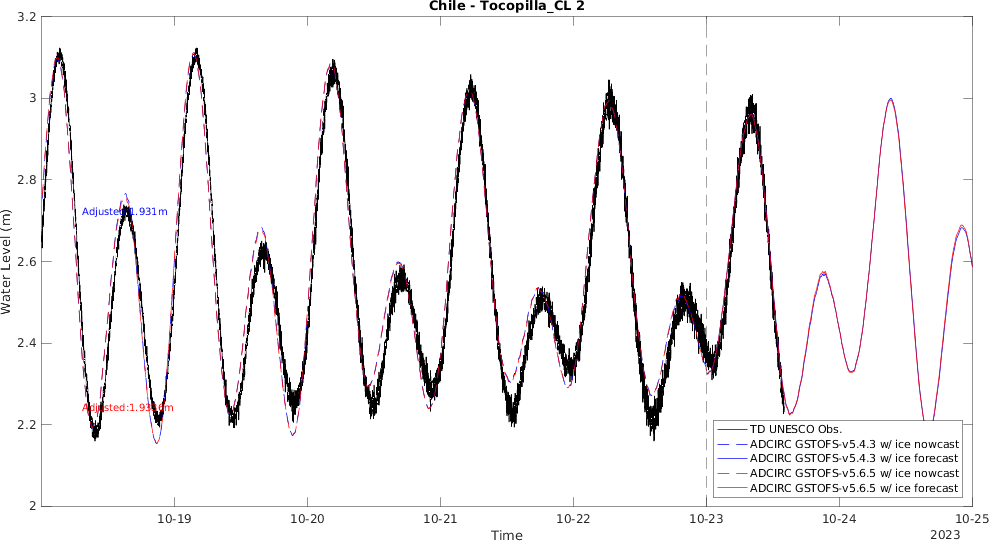 Chile - Tocopilla_CL 2
3.2
3
2.8
2.6
2.4
2.2
2
Water Level (m)
Adjusted:1.931m
TD UNESCO Obs.
ADCIRC GSTOFS-v5.4.3 w/ ice nowcast
ADCIRC GSTOFS-v5.4.3 w/ ice forecast
ADCIRC GSTOFS-v5.6.5 w/ ice nowcast
ADCIRC GSTOFS-v5.6.5 w/ ice forecast
10-19
10-20
10-21
10-22
10-23
10-24
10-25
Time
2023